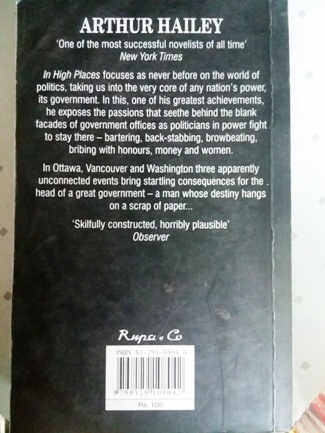 ARTHUR HAILEY
'One of the most successful novelists of all time'
New York Times
In High Places focuses as never before on the world of
politics, taking us into the very core of any nation's power,
its government. In this, one of his greatest achievements,
he exposes the passions that seethe behind the blank
facades of government offices as politicians in power fight
to stay there – bartering, back-stabbing, browbeating,
bribing with honours, money and women.
In Ottawa, Vancouver and Washington three apparently
unconnected events bring startling consequences for the
head of a great government – a man whose destiny hangs
on a scrap of paper...
'Skilfully constructed, horribly plausible'
Observer
Rupa & Co
ISBN 81-291-0804-6
9788129108047
Rs. 100